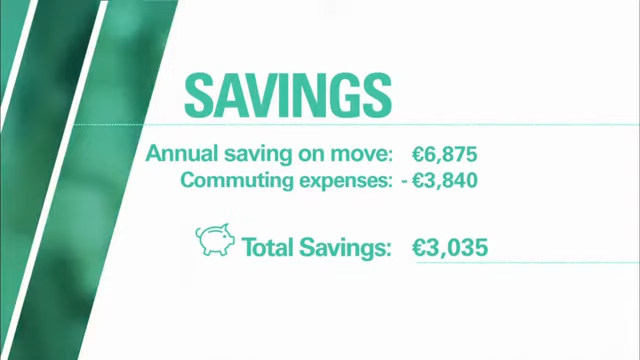 SAVINGS
Annual saving on move: €6,875
Commuting expenses: - €3,840
Total Savings: €3,035